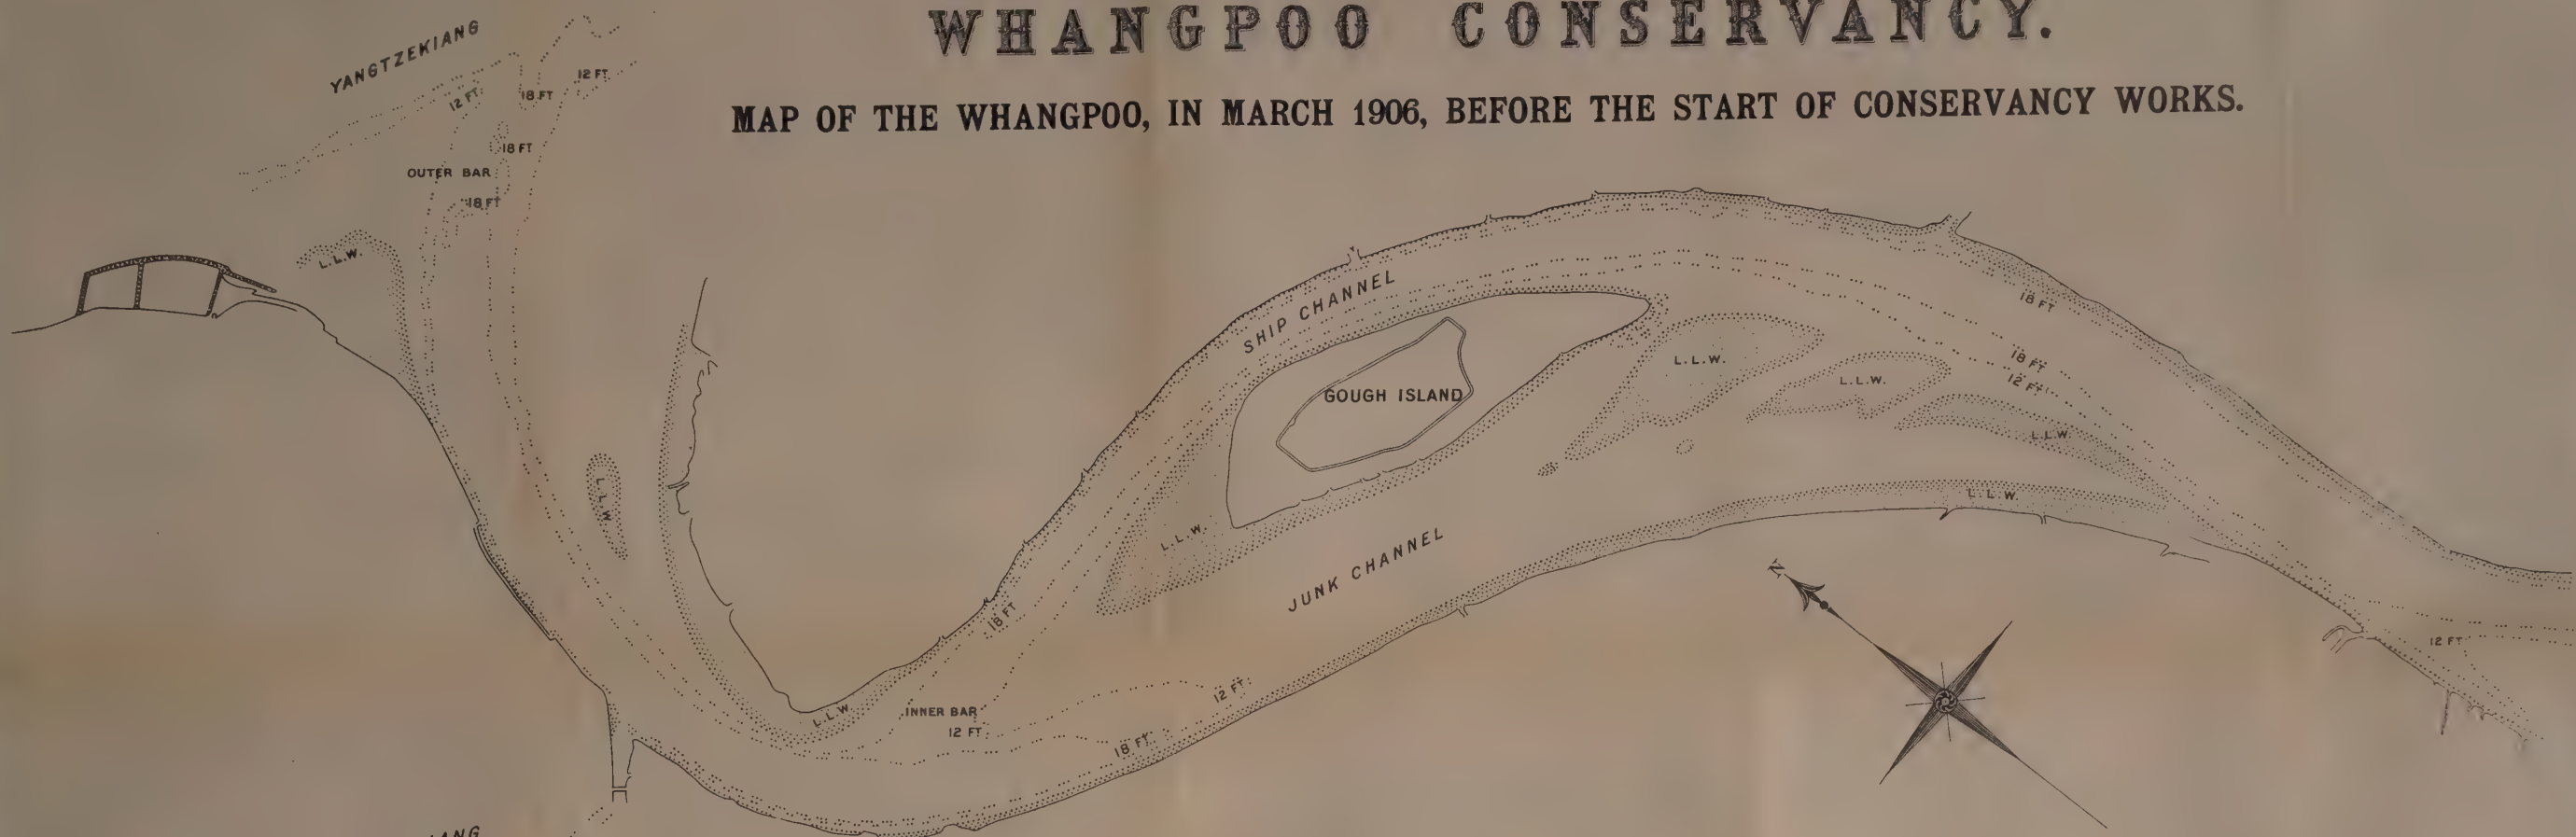 WHANGPOO CONSERVANCY.
MAP OF THE WHANGPOO, IN MARCH 1906, BEFORE THE START OF CONSERVANCY WORKS.
YANGTZEKIANG
12 FT.
18 FT
12 FT
18 FT
OUTER BAR
18 FT
L.L.W.
L.L.W
SHIP CHANNEL
GOUGH ISLAND
L.L.W.
L.L.W.
18 FT
18 FT
12 FT
L.L.W.
L.L.W.
L.L.W.
JUNK CHANNEL
18 FT
L.L.W.
INNER BAR
12 FT
12 FT
18 FT
N
12 FT